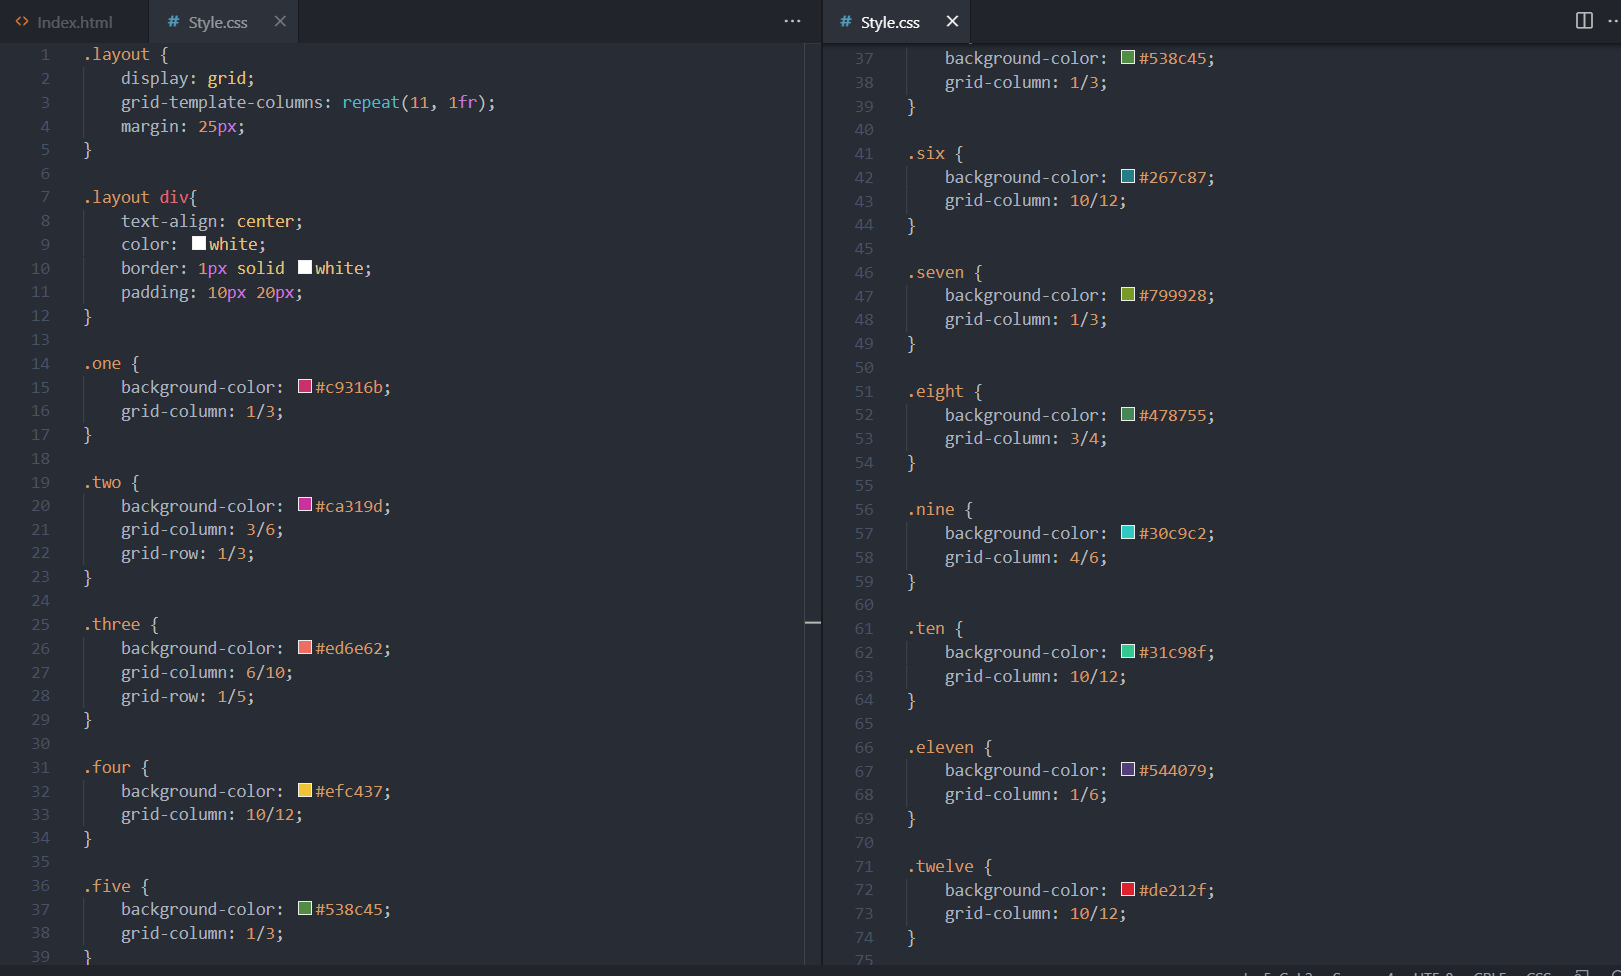 Index.html
# Style.css
1 .layout {
2 display: grid;
3 grid-template-columns: repeat(11, 1fr);
4 margin: 25px;
5 }
6
7 .layout div{
8 text-align: center;
9 color: white;
10 border: 1px solid white;
11 padding: 10px 20px;
12 }
13
14 .one {
15 background-color: #c9316b;
16 grid-column: 1/3;
17 }
18
19 .two {
20 background-color: #ca319d;
21 grid-column: 3/6;
22 grid-row: 1/3;
23 }
24
25 .three {
26 background-color: #ed6e62;
27 grid-column: 6/10;
28 grid-row: 1/5;
29 }
30
31 .four {
32 background-color: #efc437;
33 grid-column: 10/12;
34 }
35
36 .five {
37 background-color: #538c45;
38 grid-column: 1/3;
39 }
# Style.css
37 background-color: #538c45;
38 grid-column: 1/3;
39 }
40
41 .six {
42 background-color: #267c87;
43 grid-column: 10/12;
44 }
45
46 .seven {
47 background-color: #799928;
48 grid-column: 1/3;
49 }
50
51 .eight {
52 background-color: #478755;
53 grid-column: 3/4;
54 }
55
56 .nine {
57 background-color: #30c9c2;
58 grid-column: 4/6;
59 }
60
61 .ten {
62 background-color: #31c98f;
63 grid-column: 10/12;
64 }
65
66 .eleven {
67 background-color: #544079;
68 grid-column: 1/6;
69 }
70
71 .twelve {
72 background-color: #de212f;
73 grid-column: 10/12;
74 }
75